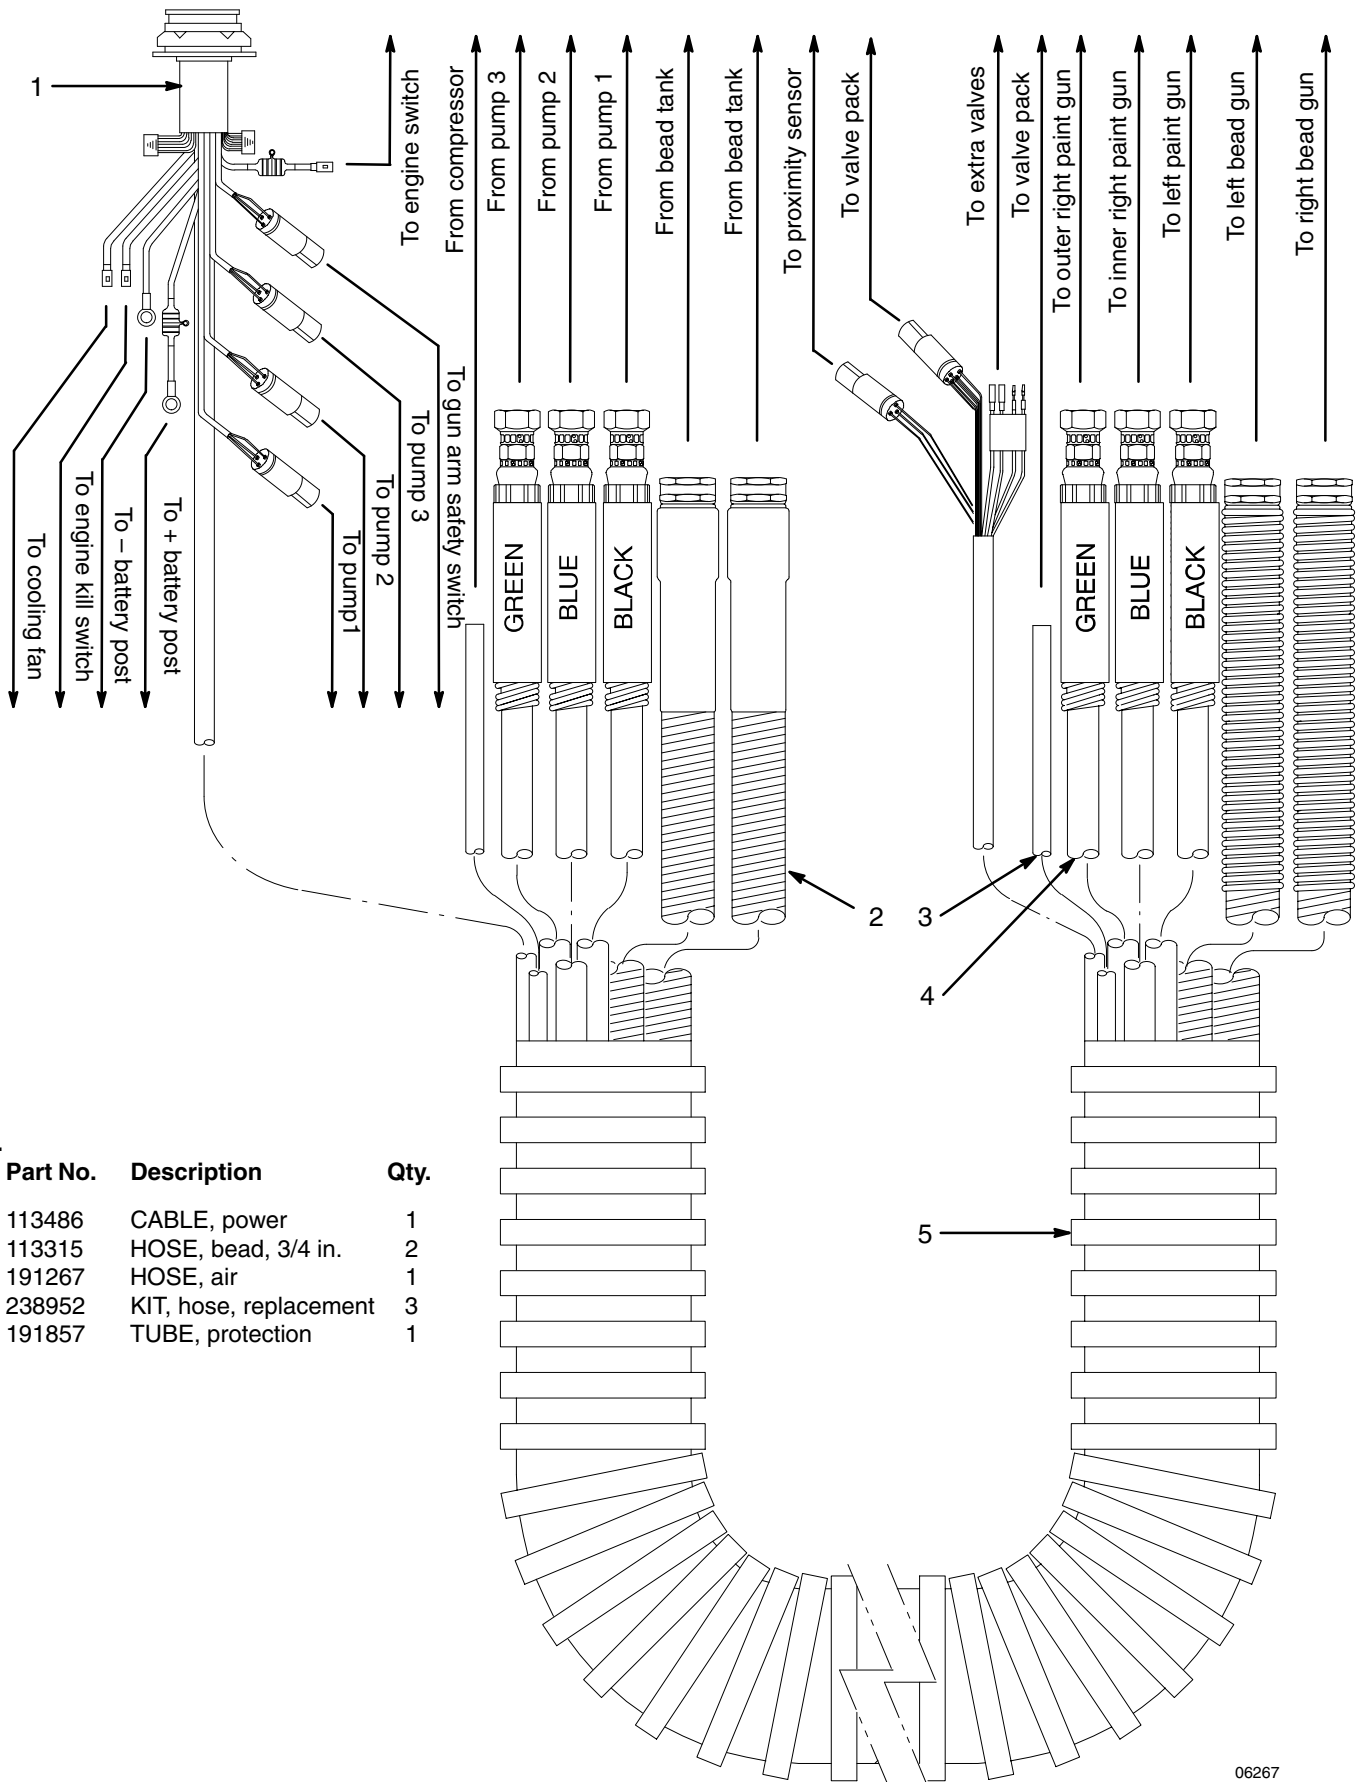 1
To engine switch
From compressor
From pump 3
From pump 2
From pump 1
From bead tank
From bead tank
To proximity sensor
To valve pack
To extra valves
To valve pack
To outer right paint gun
To inner right paint gun
To left paint gun
To left bead gun
To right bead gun
To cooling fan
To engine kill switch
To – battery post
To + battery post
To pump1
To pump 2
To pump 3
To gun arm safety switch
GREEN
BLUE
BLACK
GREEN
BLUE
BLACK
2
3
4
5
Part No. Description Qty.
113486 CABLE, power 1
113315 HOSE, bead, 3/4 in. 2
191267 HOSE, air 1
238952 KIT, hose, replacement 3
191857 TUBE, protection 1
06267